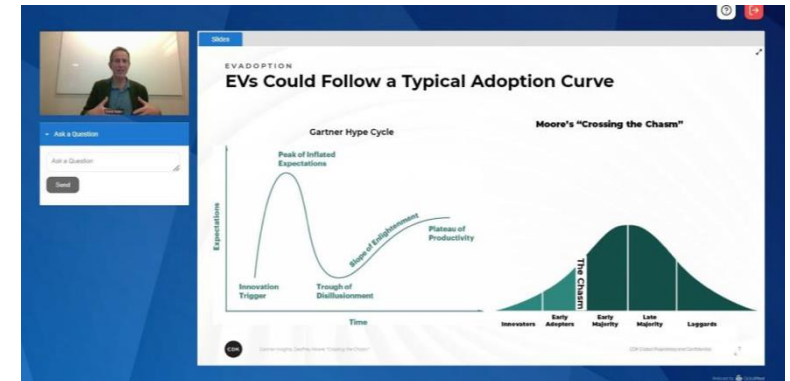 Slides
EVADOPTION
EVs Could Follow a Typical Adoption Curve
Ask a Question
Ask a Question
Send
Gartner Hype Cycle
Peak of Inflated
Expectations
Expectations
Slope of Enlightenment
Plateau of
Productivity
Innovation
Trigger
Trough of
Disillusionment
Time
Moore's "Crossing the Chasm"
The Chasm
Innovators
Early
Adopters
Early
Majority
Late
Majority
Laggards
CDM